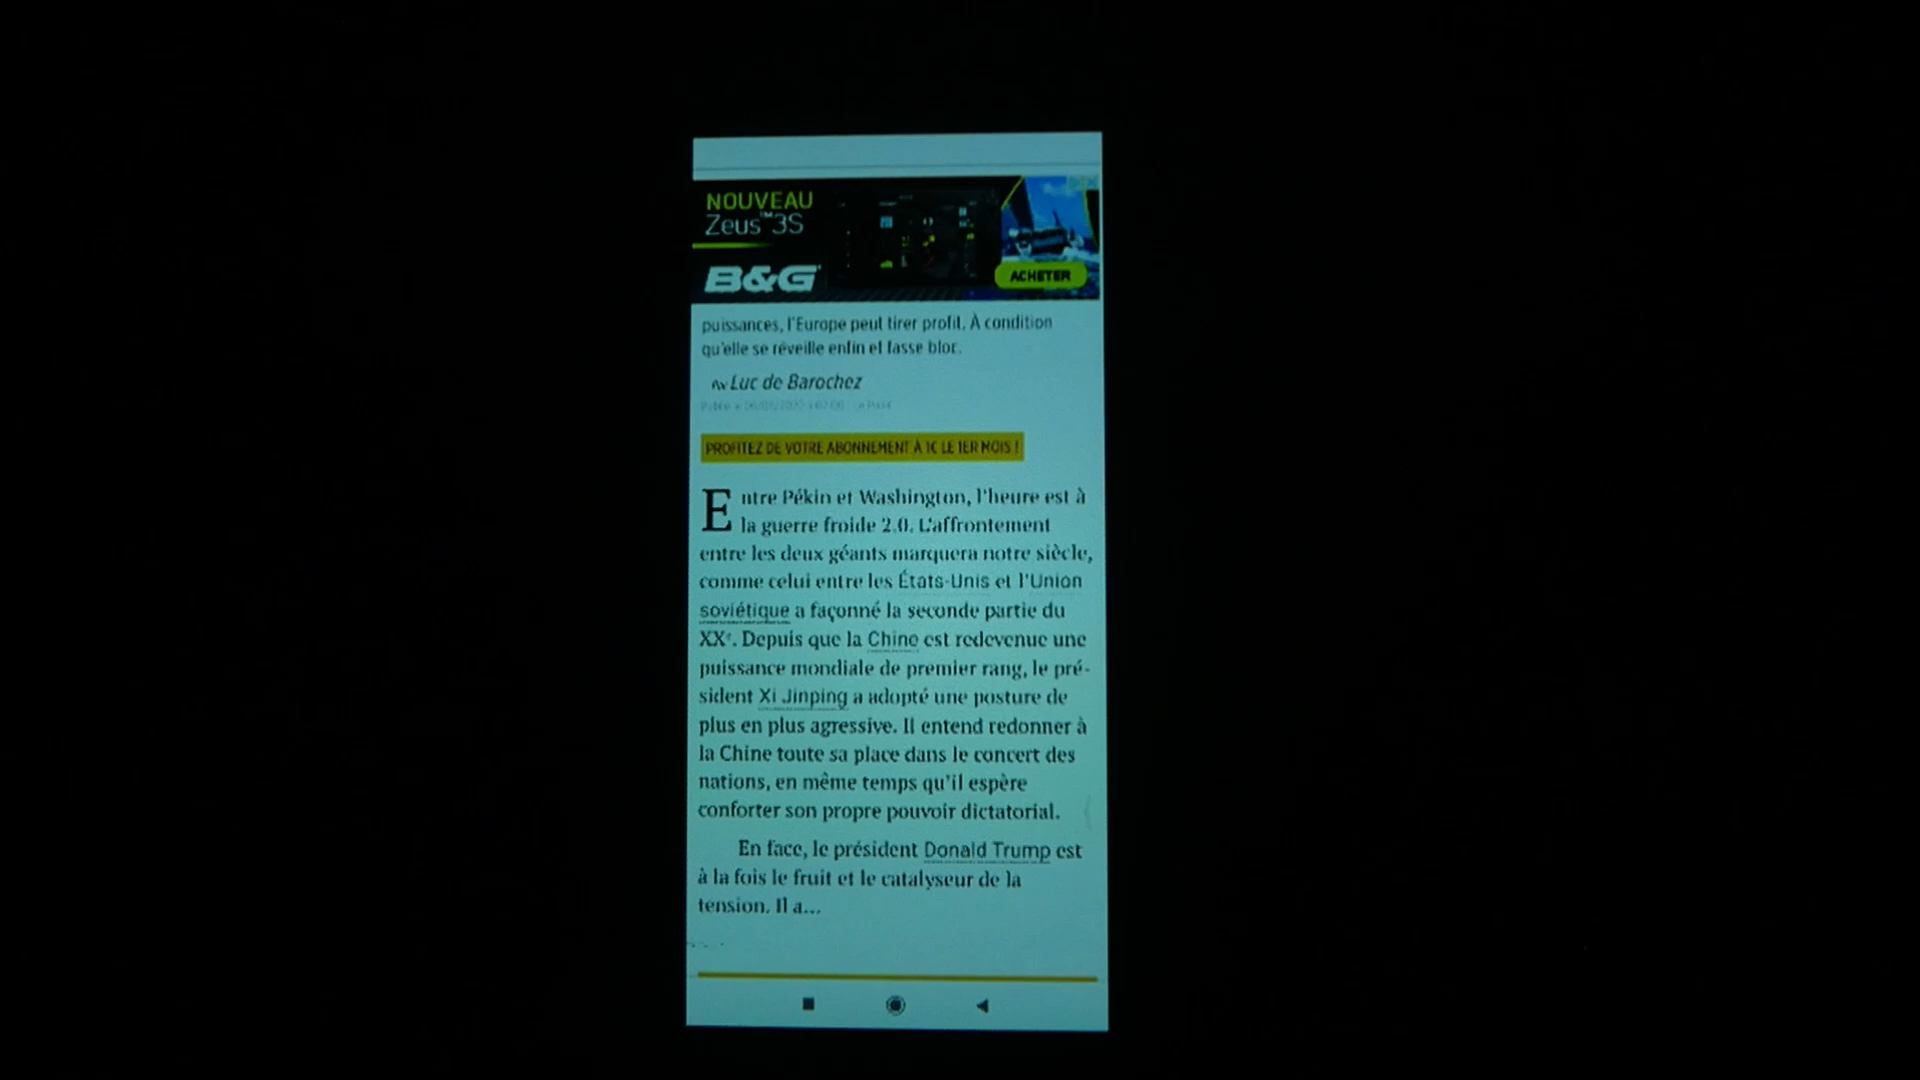 NOUVEAU
Zeus™3S
B&G
ACHETER
puissances, l'Europe peut tirer profit. À condition
qu'elle se réveille enfin et fasse bloc.
Luc de Barochez
PROFITEZ DE VOTRE ABONNEMENT À 1€ LE 1ER MOIS !
Entre Pékin et Washington, l'heure est à
la guerre froide 2.0. L'affrontement
entre les deux géants marquera notre siècle,
comme celui entre les États-Unis et l'Union
soviétique a façonné la seconde partie du
XXe. Depuis que la Chine est redevenue une
puissance mondiale de premier rang, le pré-
sident Xi Jinping a adopté une posture de
plus en plus agressive. Il entend redonner à
la Chine toute sa place dans le concert des
nations, en même temps qu'il espère
conforter son propre pouvoir dictatorial.
En face, le président Donald Trump est
à la fois le fruit et le catalyseur de la
tension. Il a...